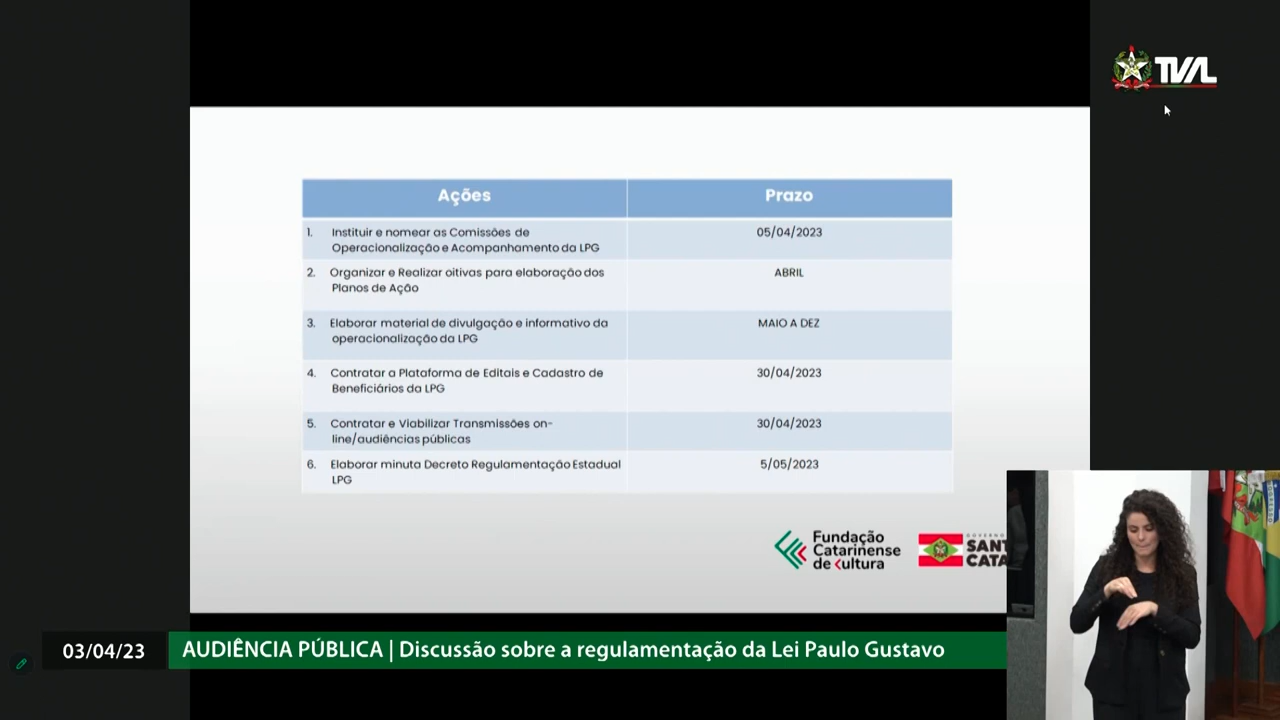 TVAL
Ações
Prazo
1. Instituir e nomear as Comissões de
Operacionalização e Acompanhamento da LPG
05/04/2023
2. Organizar e Realizar oitivas para elaboração dos
Planos de Ação
ABRIL
3. Elaborar material de divulgação e informativo da
operacionalização da LPG
MAIO A DEZ
4. Contratar a Plataforma de Editais e Cadastro de
Beneficiários da LPG
30/04/2023
5. Contratar e Viabilizar Transmissões on-
line/audiências públicas
30/04/2023
6. Elaborar minuta Decreto Regulamentação Estadual
LPG
5/05/2023
Fundação
Catarinense
de Cultura
GOVERNO
SANT
CATA
03/04/23
AUDIÊNCIA PÚBLICA | Discussão sobre a regulamentação da Lei Paulo Gustavo